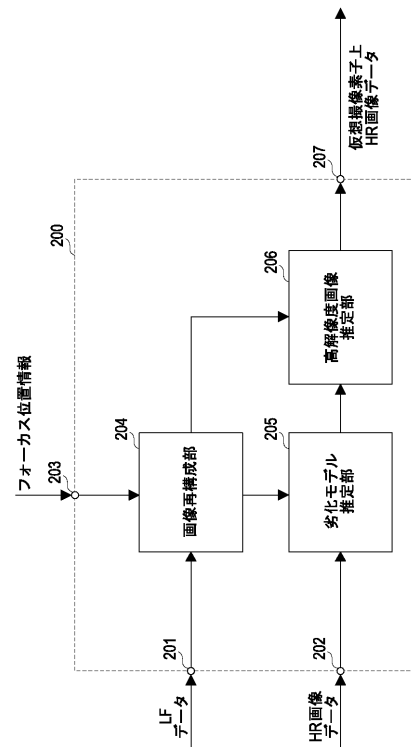 フォーカス位置情報
203
200
LF
データ
201
204
画像再構成部
HR画像
データ
202
205
劣化モデル
推定部
206
高解像度画像
推定部
207
仮想撮像素子上
HR画像データ